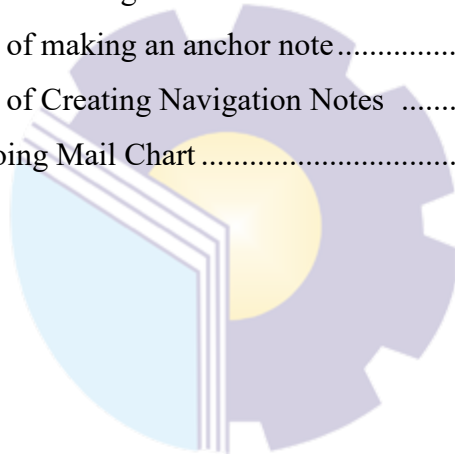 of making an anchor note...............
of Creating Navigation Notes .......
Mail Chart..............................